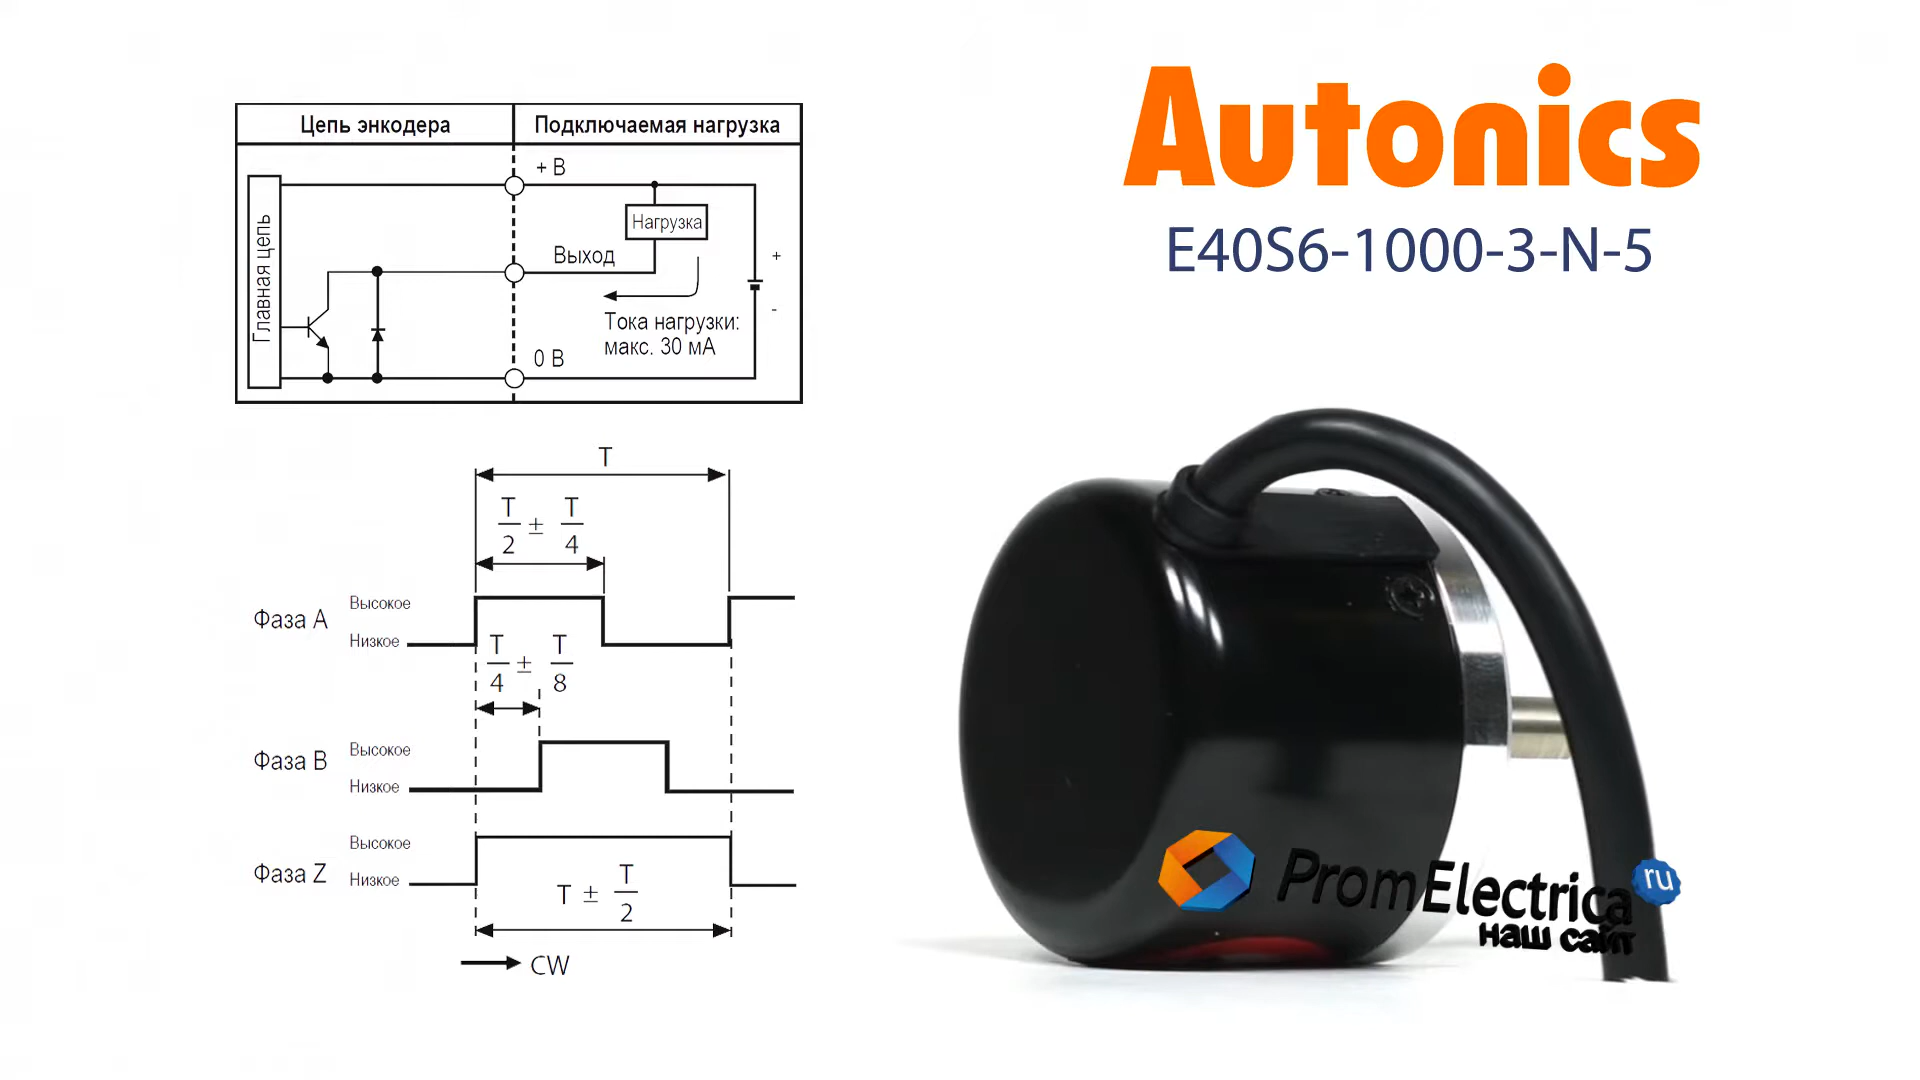 Цепь энкодера
Подключаемая нагрузка
Главная цепь
+ В
Нагрузка
Выход
+
-
Тока нагрузки:
макс. 30 мА
0 В
T
T/2 ± T/4
Фаза A
Высокое
Низкое
T/4 ± T/8
Фаза B
Высокое
Низкое
Фаза Z
Высокое
Низкое
T ± T/2
CW
Autonics
E40S6-1000-3-N-5
PromElectrica ru
наш сайт